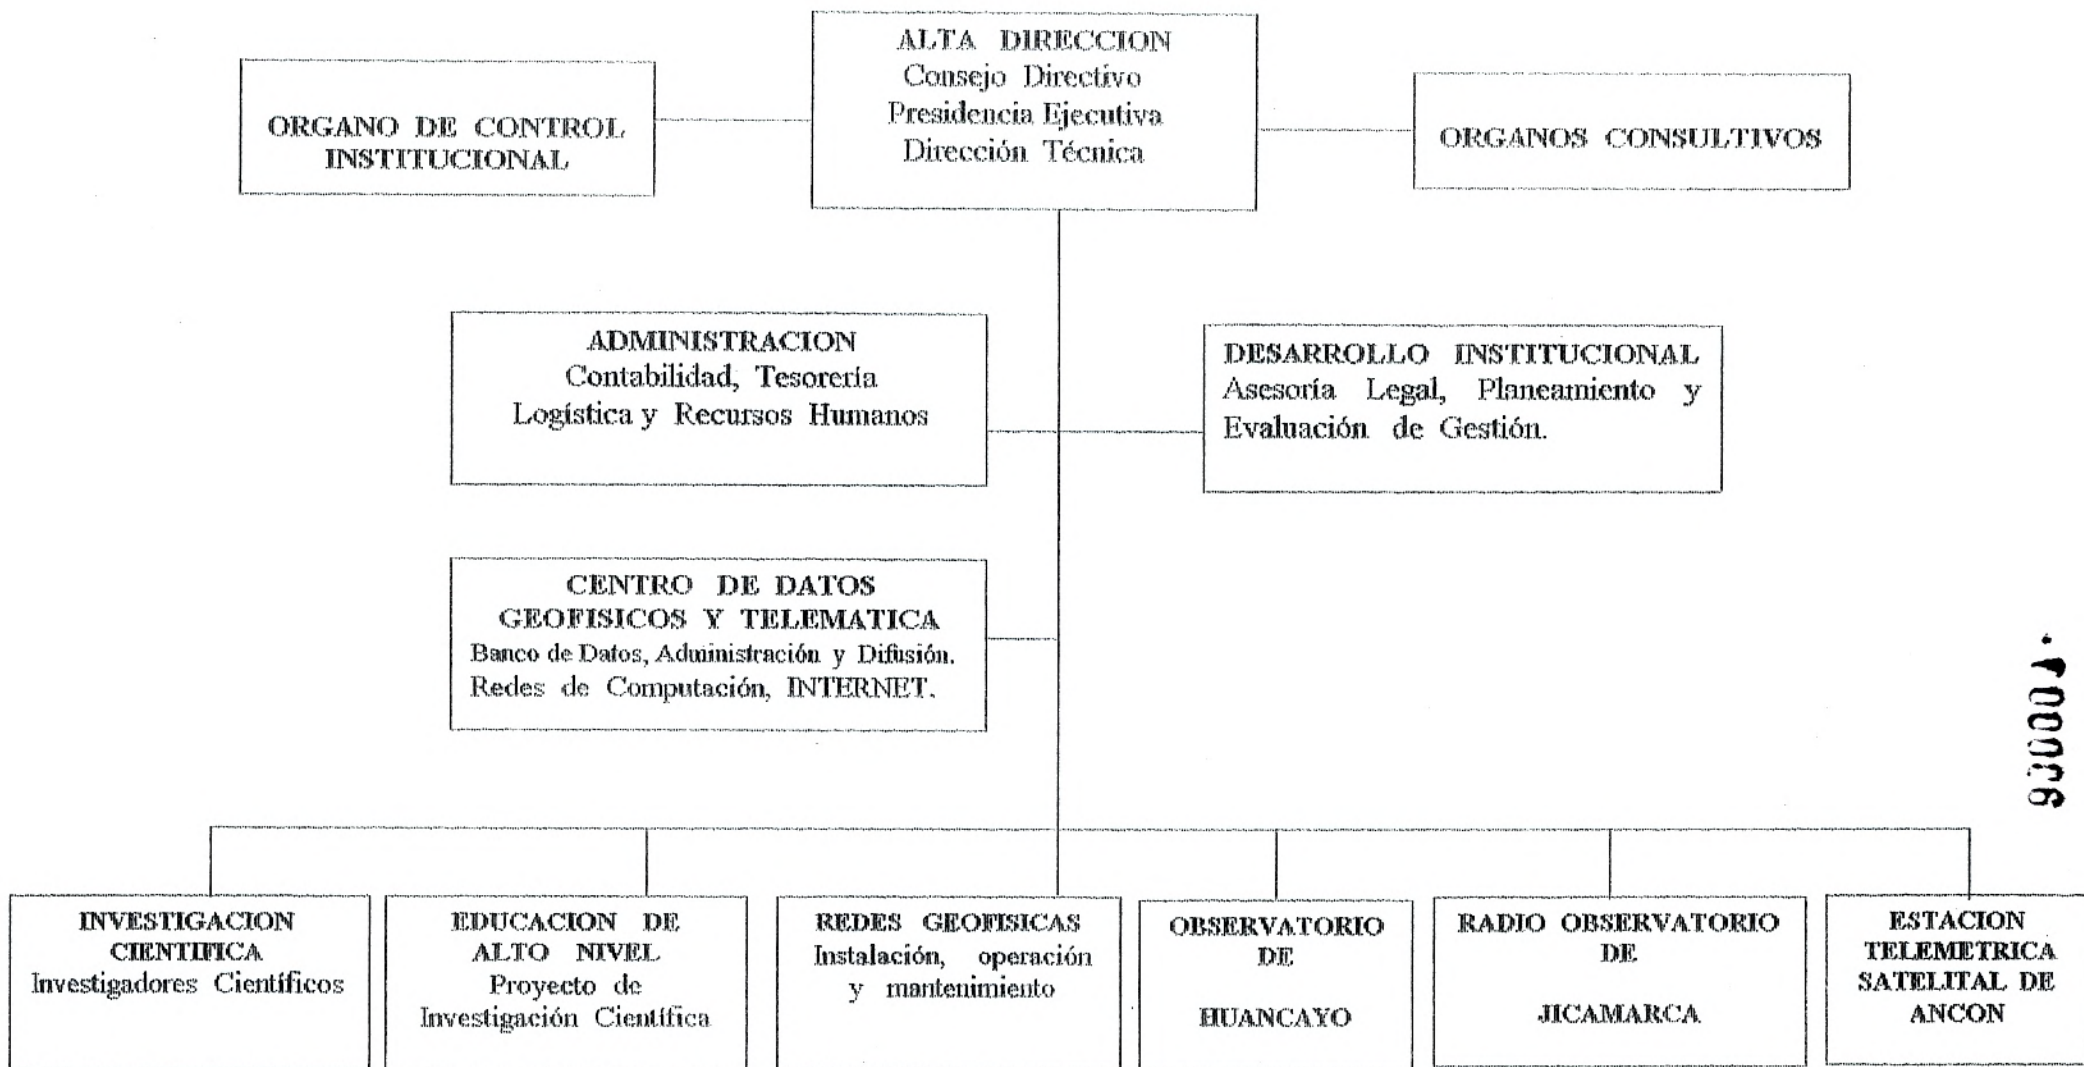 ALTA DIRECCION
Consejo Directivo
Presidencia Ejecutiva
Dirección Técnica
ORGANO DE CONTROL
INSTITUCIONAL
ORGANOS CONSULTIVOS
ADMINISTRACION
Contabilidad, Tesorería
Logística y Recursos Humanos
DESARROLLO INSTITUCIONAL
Asesoría Legal, Planeamiento y
Evaluación de Gestión.
CENTRO DE DATOS
GEOFISICOS Y TELEMATICA
Banco de Datos, Administración y Difusión.
Redes de Computación, INTERNET.
INVESTIGACION
CIENTIFICA
Investigadores Científicos
EDUCACION DE
ALTO NIVEL
Proyecto de
Investigación Científica
REDES GEOFISICAS
Instalación, operación
y mantenimiento
OBSERVATORIO
DE
HUANCAYO
RADIO OBSERVATORIO
DE
JICAMARCA
ESTACION
TELEMETRICA
SATELITAL DE
ANCON